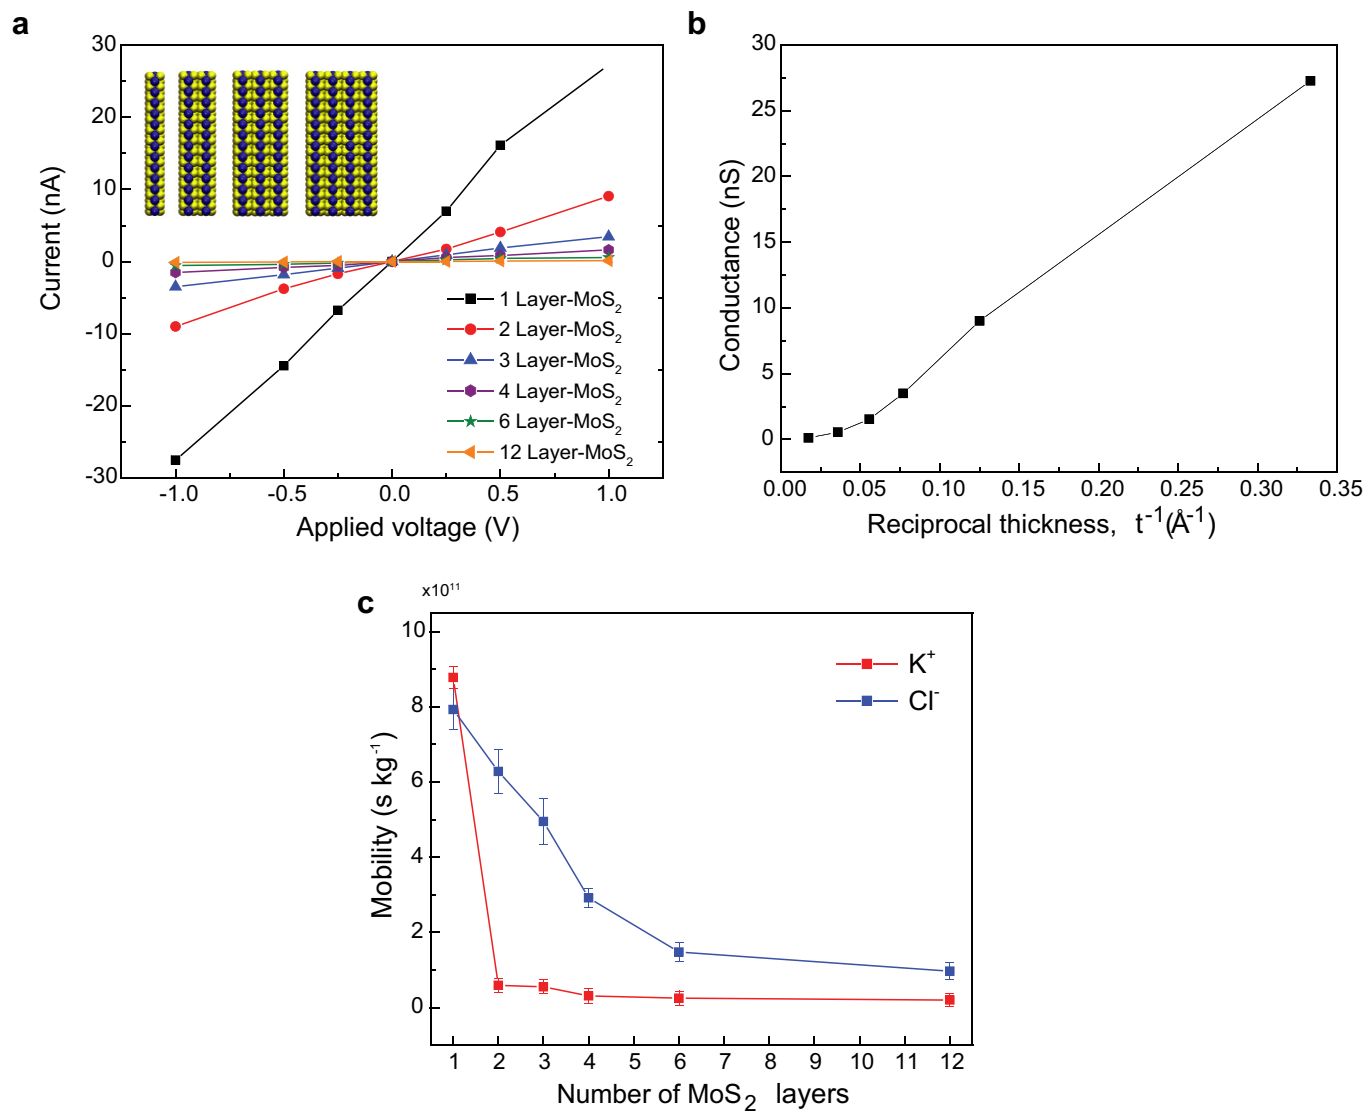 a
30
20
10
0
-10
-20
-30
-1.0 -0.5 0.0 0.5 1.0
Current (nA)
Applied voltage (V)
1 Layer-MoS₂
2 Layer-MoS₂
3 Layer-MoS₂
4 Layer-MoS₂
6 Layer-MoS₂
12 Layer-MoS₂
b
30
25
20
15
10
5
0
0.00 0.05 0.10 0.15 0.20 0.25 0.30 0.35
Conductance (nS)
Reciprocal thickness, t⁻¹(Å⁻¹)
c
x10¹¹
10
8
6
4
2
0
1 2 3 4 5 6 7 8 9 10 11 12
Mobility (s kg⁻¹)
Number of MoS₂ layers
K⁺
Cl⁻